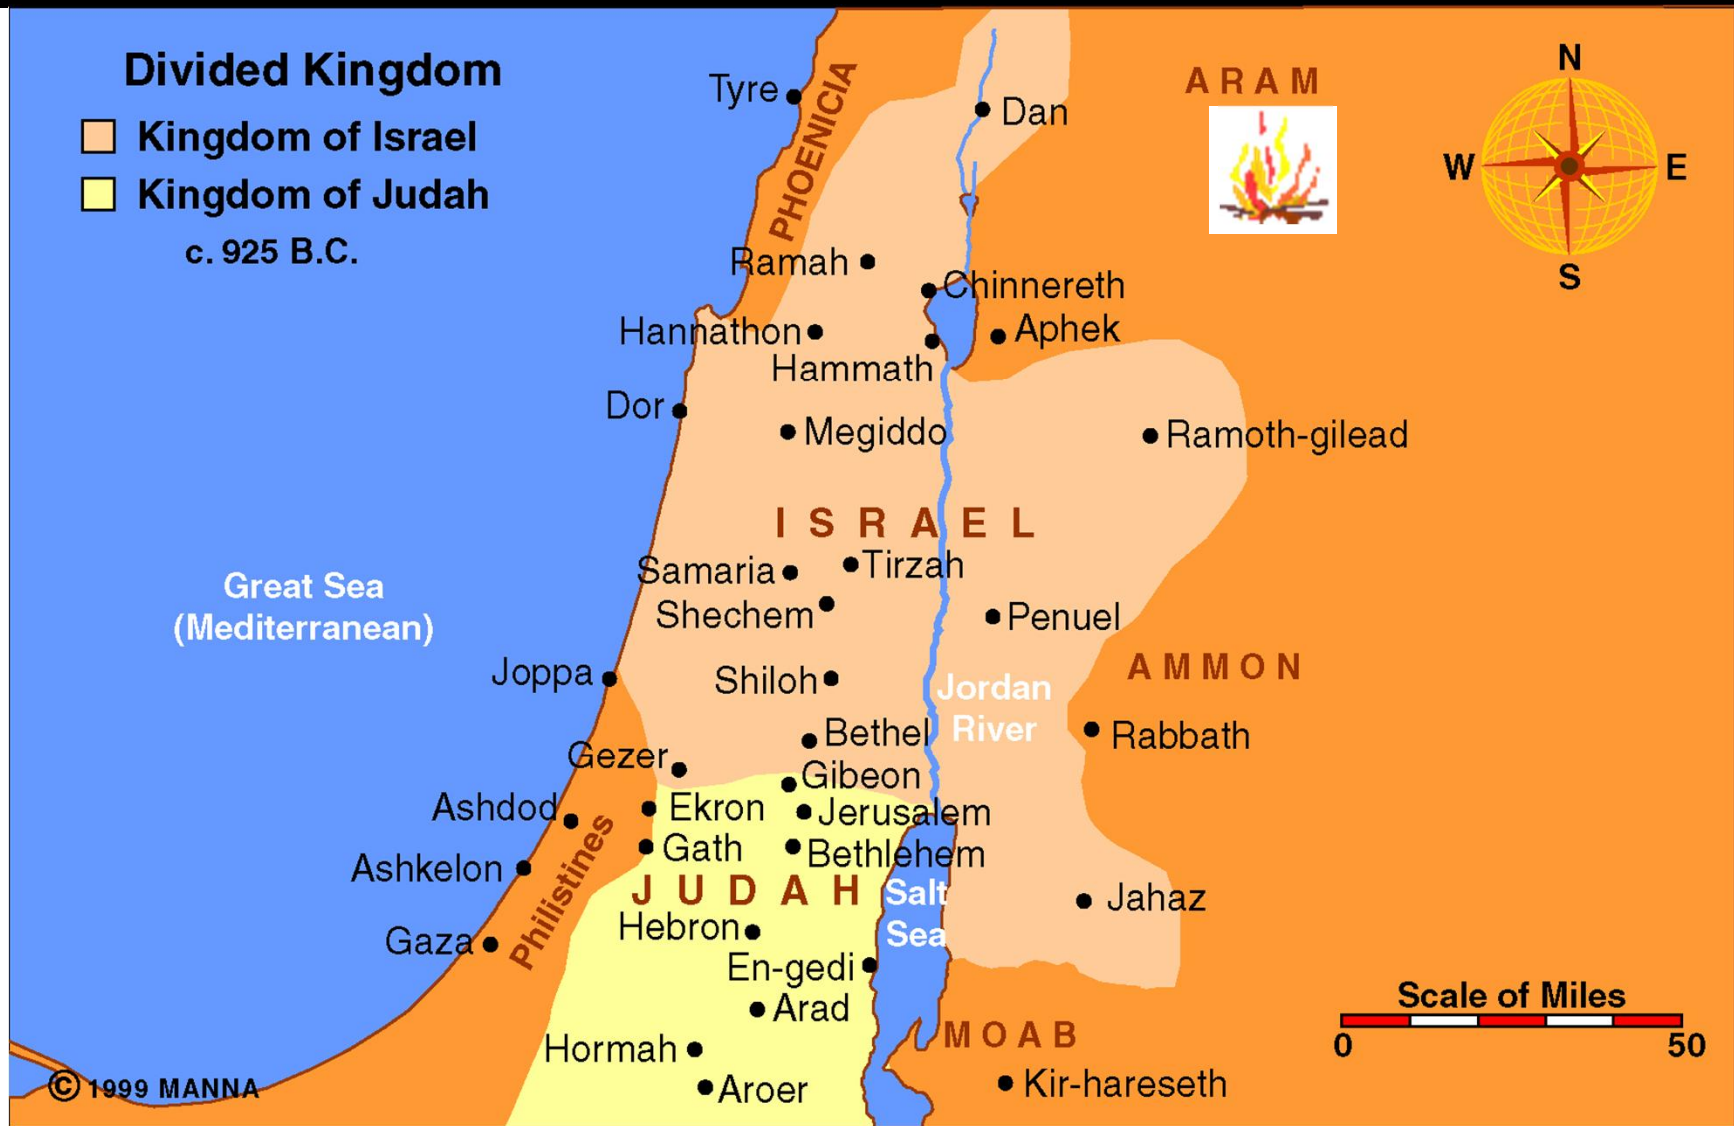 Divided Kingdom
Kingdom of Israel
Kingdom of Judah
c. 925 B.C.
Tyre
PHOENICIA
Dan
ARAM
N
W
E
S
Ramah
Chinnereth
Hannathon
Aphek
Hammath
Dor
Megiddo
Ramoth-gilead
ISRAEL
Samaria
Tirzah
Shechem
Penuel
Great Sea
(Mediterranean)
Joppa
Shiloh
Jordan
River
AMMON
Rabbath
Bethel
Gezer
Gibeon
Ashdod
Ekron
Jerusalem
Gath
Bethlehem
Ashkelon
Philistines
JUDAH
Salt
Sea
Jahaz
Hebron
Gaza
En-gedi
Arad
Scale of Miles
0
50
MOAB
Hormah
Kir-hareseth
Aroer
© 1999 MANNA